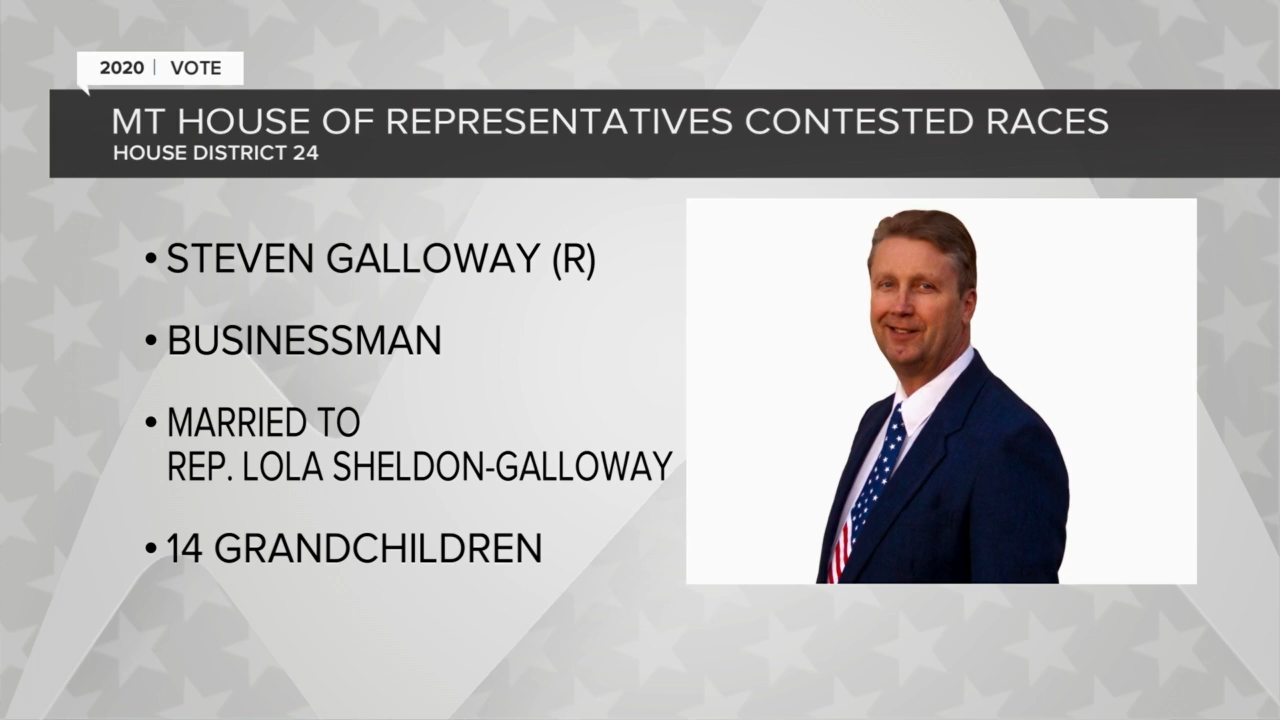 2020 | VOTE
MT HOUSE OF REPRESENTATIVES CONTESTED RACES
HOUSE DISTRICT 24
• STEVEN GALLOWAY (R)
• BUSINESSMAN
• MARRIED TO
REP. LOLA SHELDON-GALLOWAY
• 14 GRANDCHILDREN